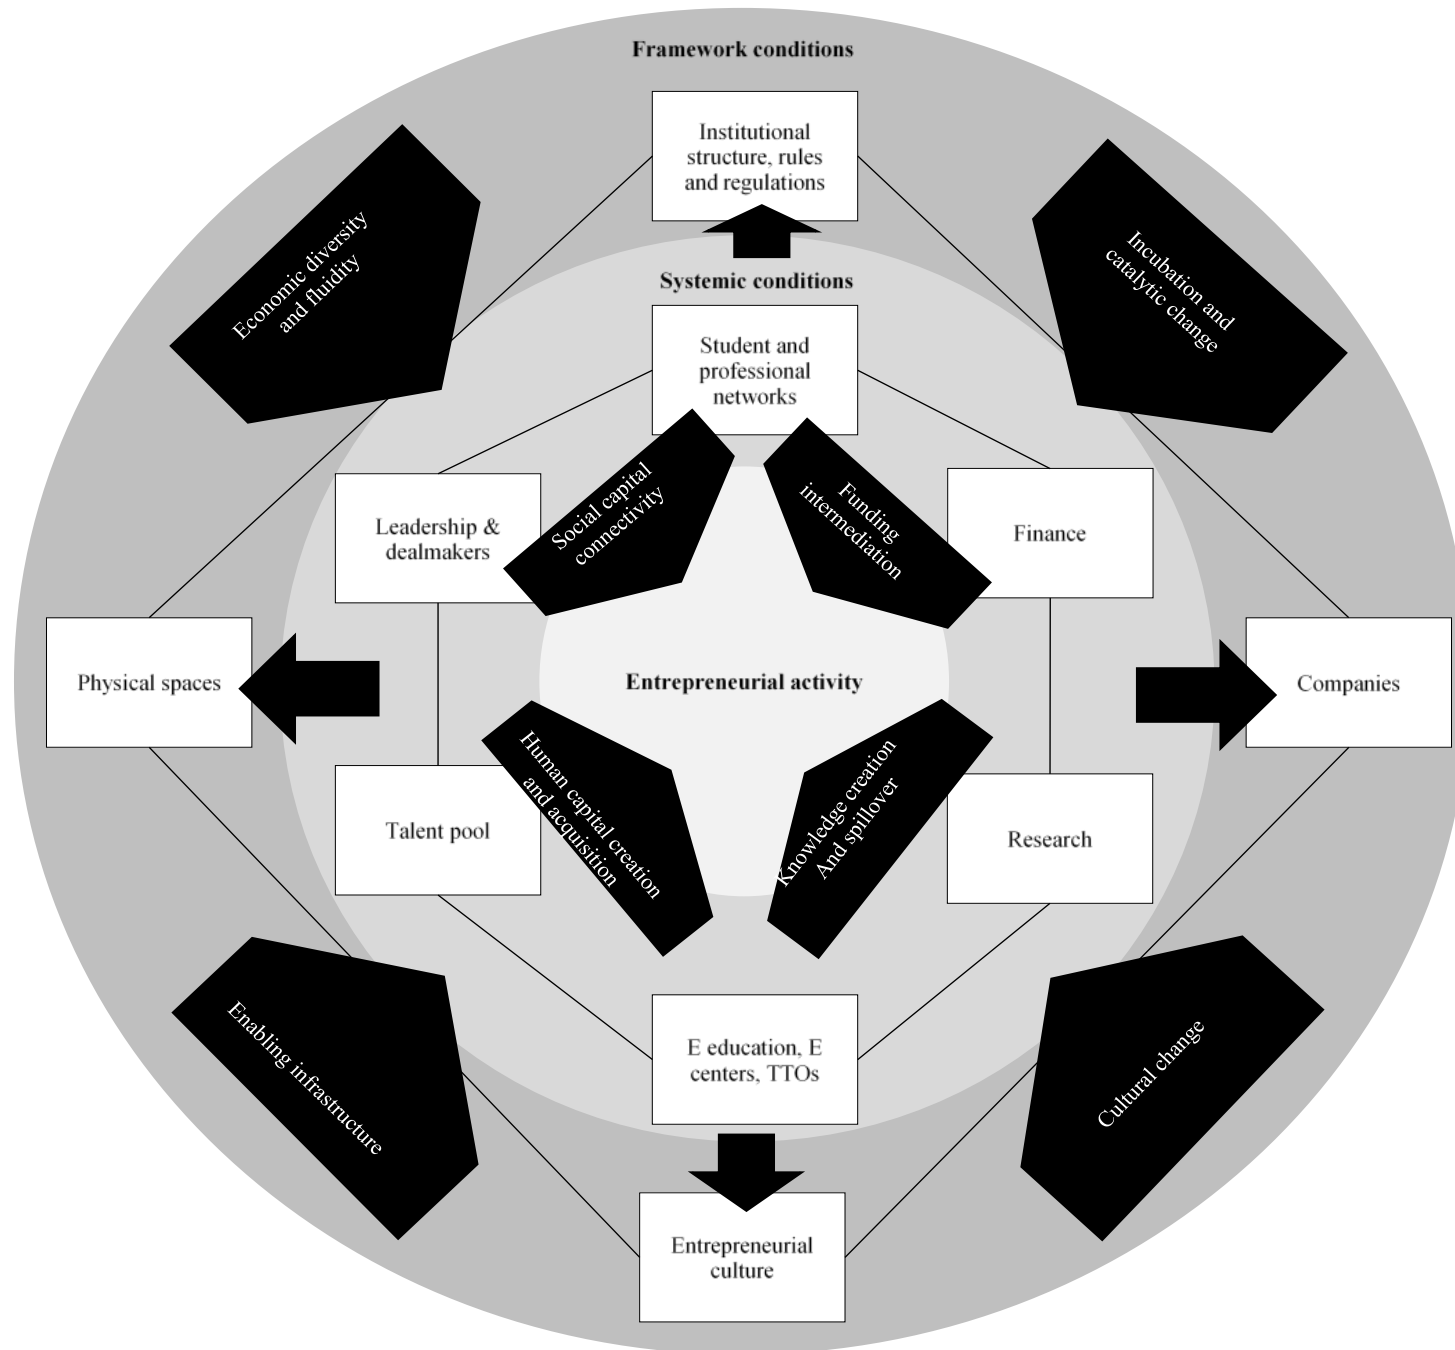 Framework conditions
Institutional
structure, rules
and regulations
Economic diversity
and fluidity
Incubation and
catalytic change
Systemic conditions
Student and
professional
networks
Leadership &
dealmakers
Social capital
connectivity
Funding
intermediation
Finance
Physical spaces
Entrepreneurial activity
Companies
Talent pool
Human capital creation
and acquisition
Knowledge creation
And spillover
Research
E education, E
centers, TTOs
Enabling infrastructure
Cultural change
Entrepreneurial
culture